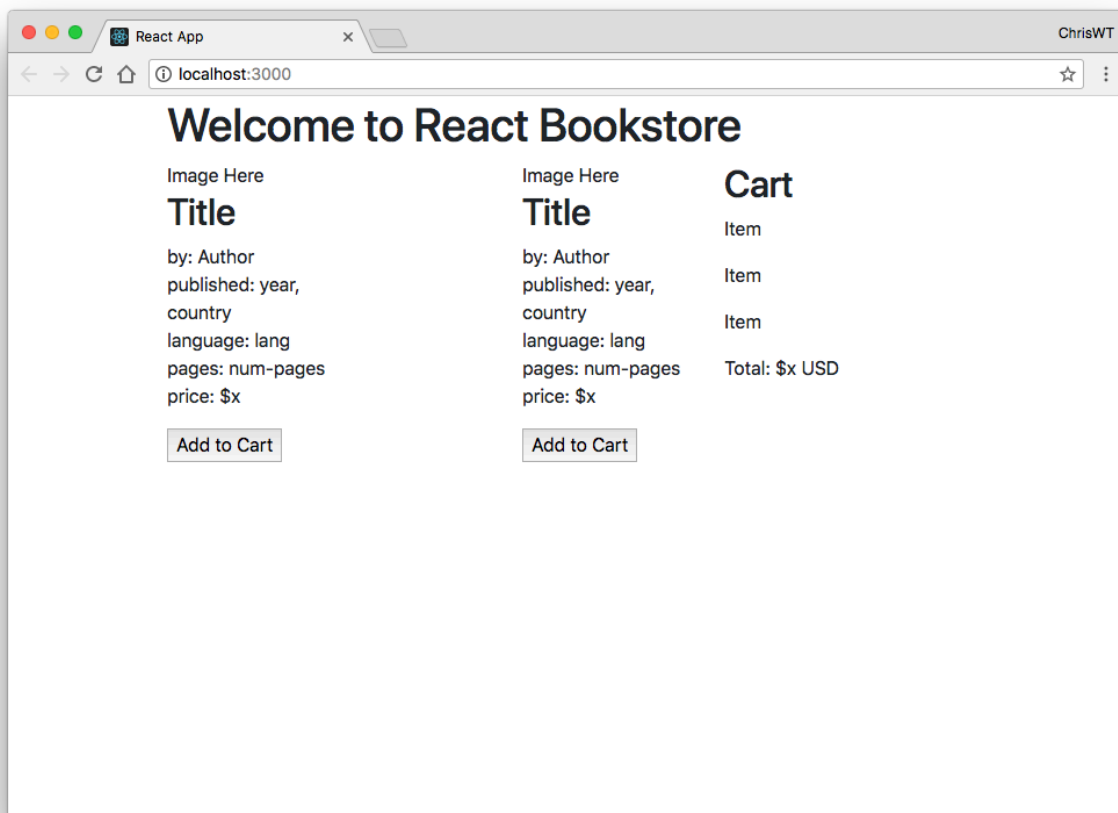 React App
ChrisWT
localhost:3000
Welcome to React Bookstore
Image Here
Title
by: Author
published: year,
country
language: lang
pages: num-pages
price: $x
Add to Cart
Image Here
Title
by: Author
published: year,
country
language: lang
pages: num-pages
price: $x
Add to Cart
Cart
Item
Item
Item
Total: $x USD